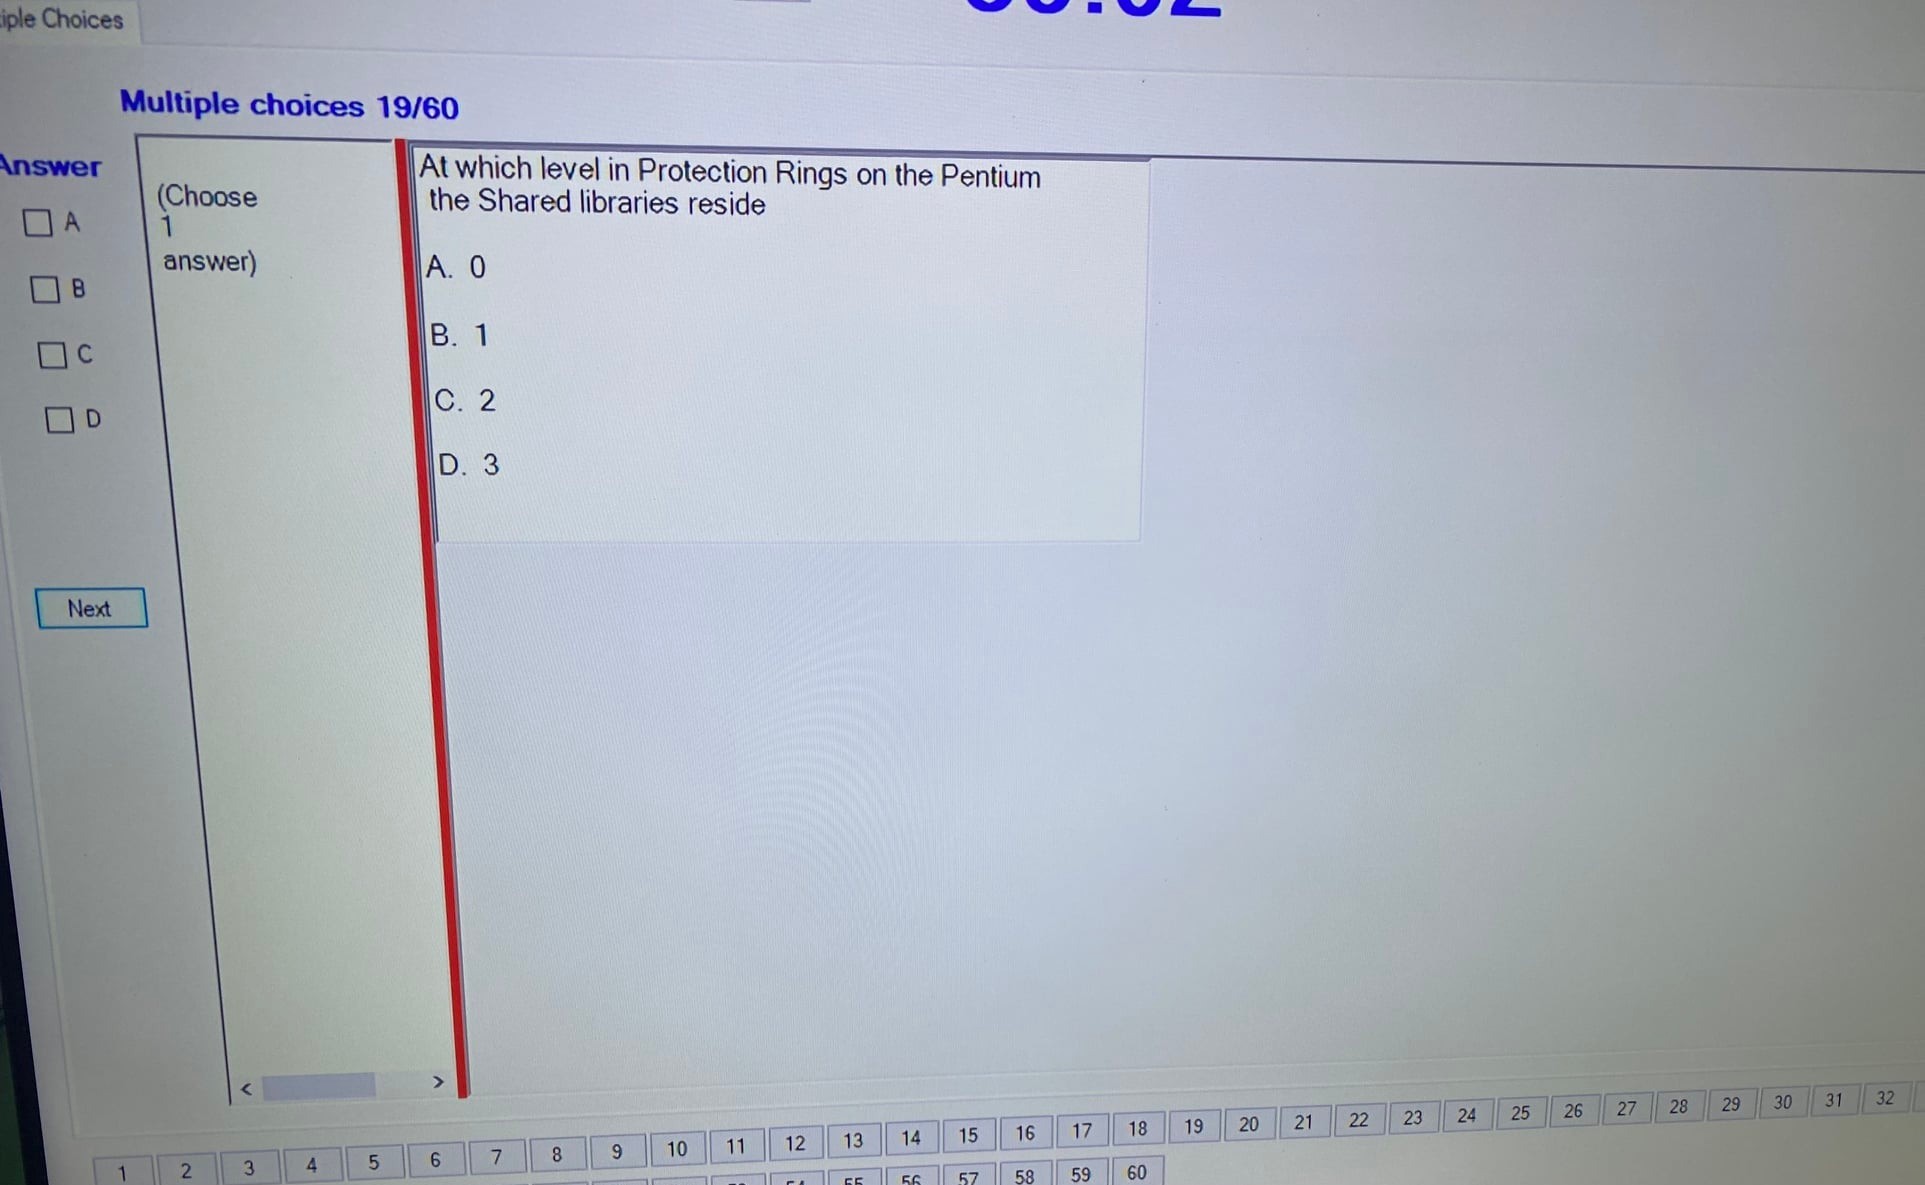 iple Choices
Multiple choices 19/60
Answer
A
B
C
D
(Choose
1
answer)
At which level in Protection Rings on the Pentium
the Shared libraries reside
A. 0
B. 1
C. 2
D. 3
Next
< >
1 2 3 4 5 6 7 8 9 10 11 12 13 14 15 16 17 18 19 20 21 22 23 24 25 26 27 28 29 30 31 32
55 56 57 58 59 60